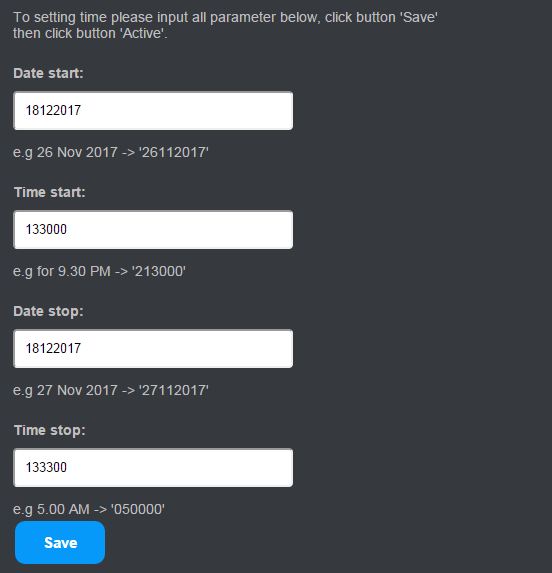 To setting time please input all parameter below, click button 'Save'
then click button 'Active'.
Date start:
18122017
e.g 26 Nov 2017 -> '26112017'
Time start:
133000
e.g for 9.30 PM -> '213000'
Date stop:
18122017
e.g 27 Nov 2017 -> '27112017'
Time stop:
133300
e.g 5.00 AM -> '050000'
Save